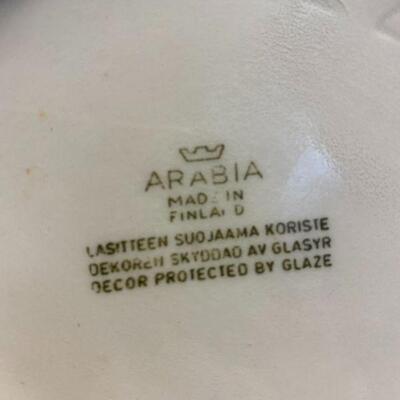 ARABIA
MADE IN
FINLAND
LASITTEEN SUOJAAMA KORISTE
DEKOREN SKYDDAD AV GLASYR
DECOR PROTECTED BY GLAZE